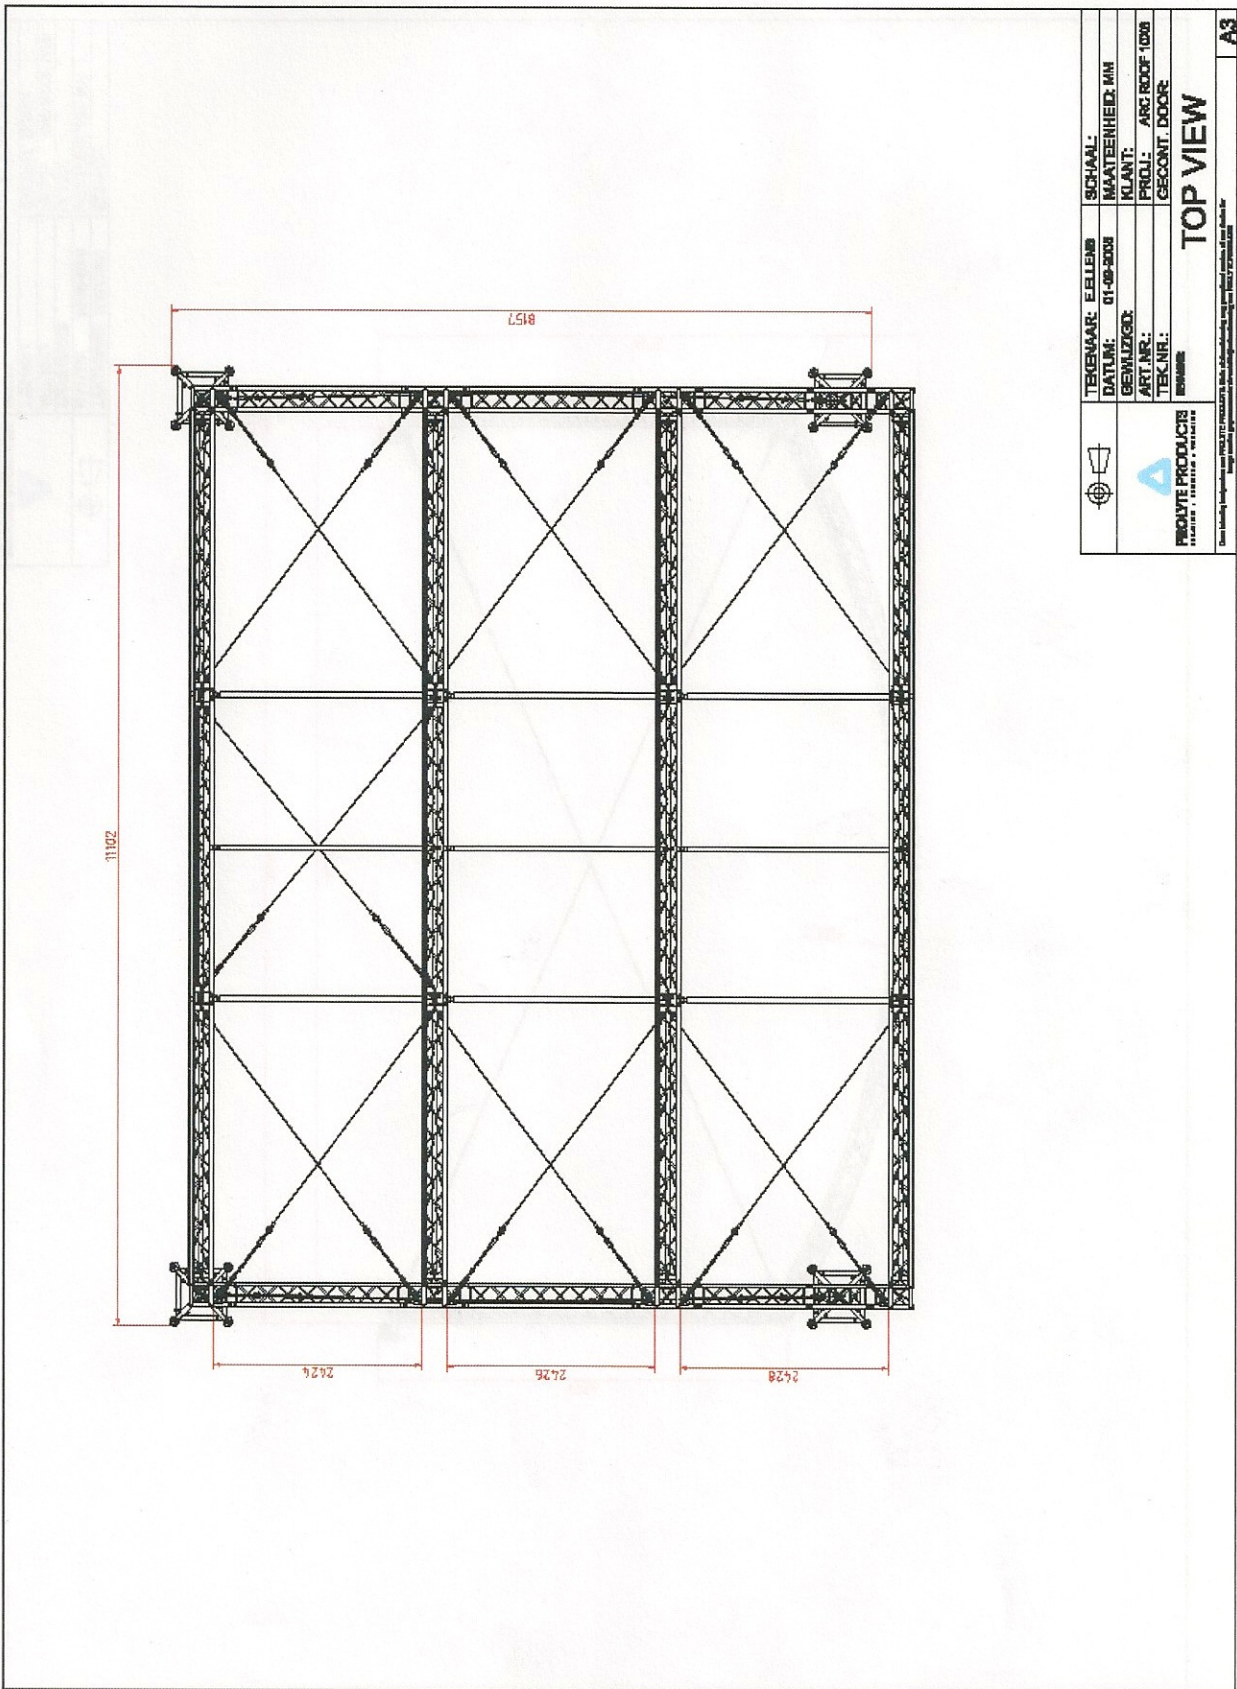 11102
8157
2424
2426
2428
TEKENAAR: E.ELLENS
SCHAAL:
DATUM: 01-09-2008
MAATEENHEID: MM
GEWIJZIGD:
KLANT:
ART.NR.:
PROJ.: ARC ROOF 10X8
TEK.NR.:
GECONT. DOOR:
TOP VIEW
PROLYTE PRODUCTS
A3